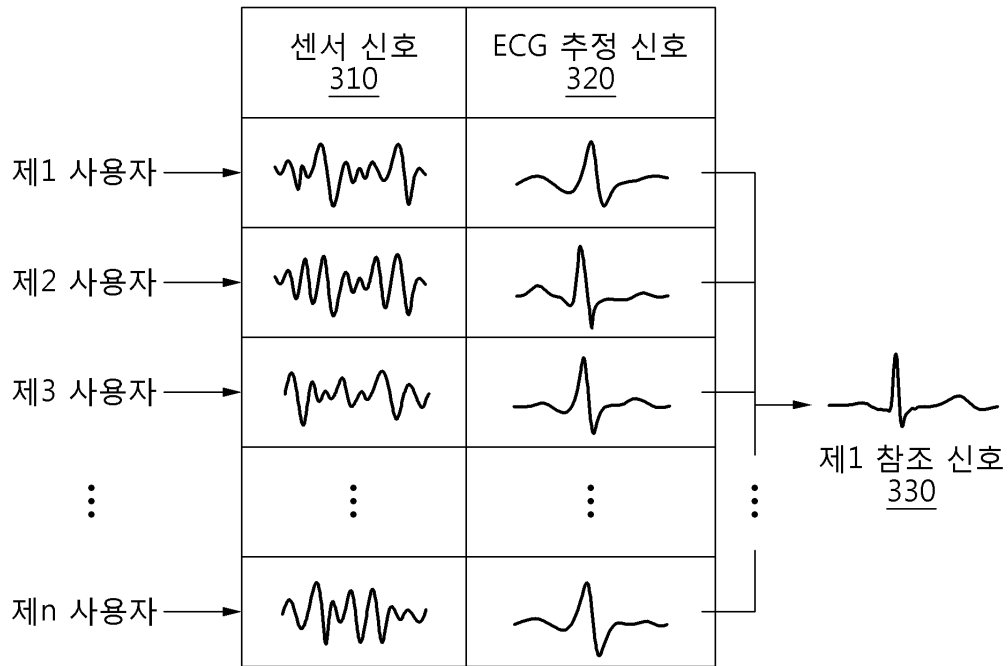 센서 신호
310
ECG 추정 신호
320
제1 사용자
제2 사용자
제3 사용자
제n 사용자
제1 참조 신호
330